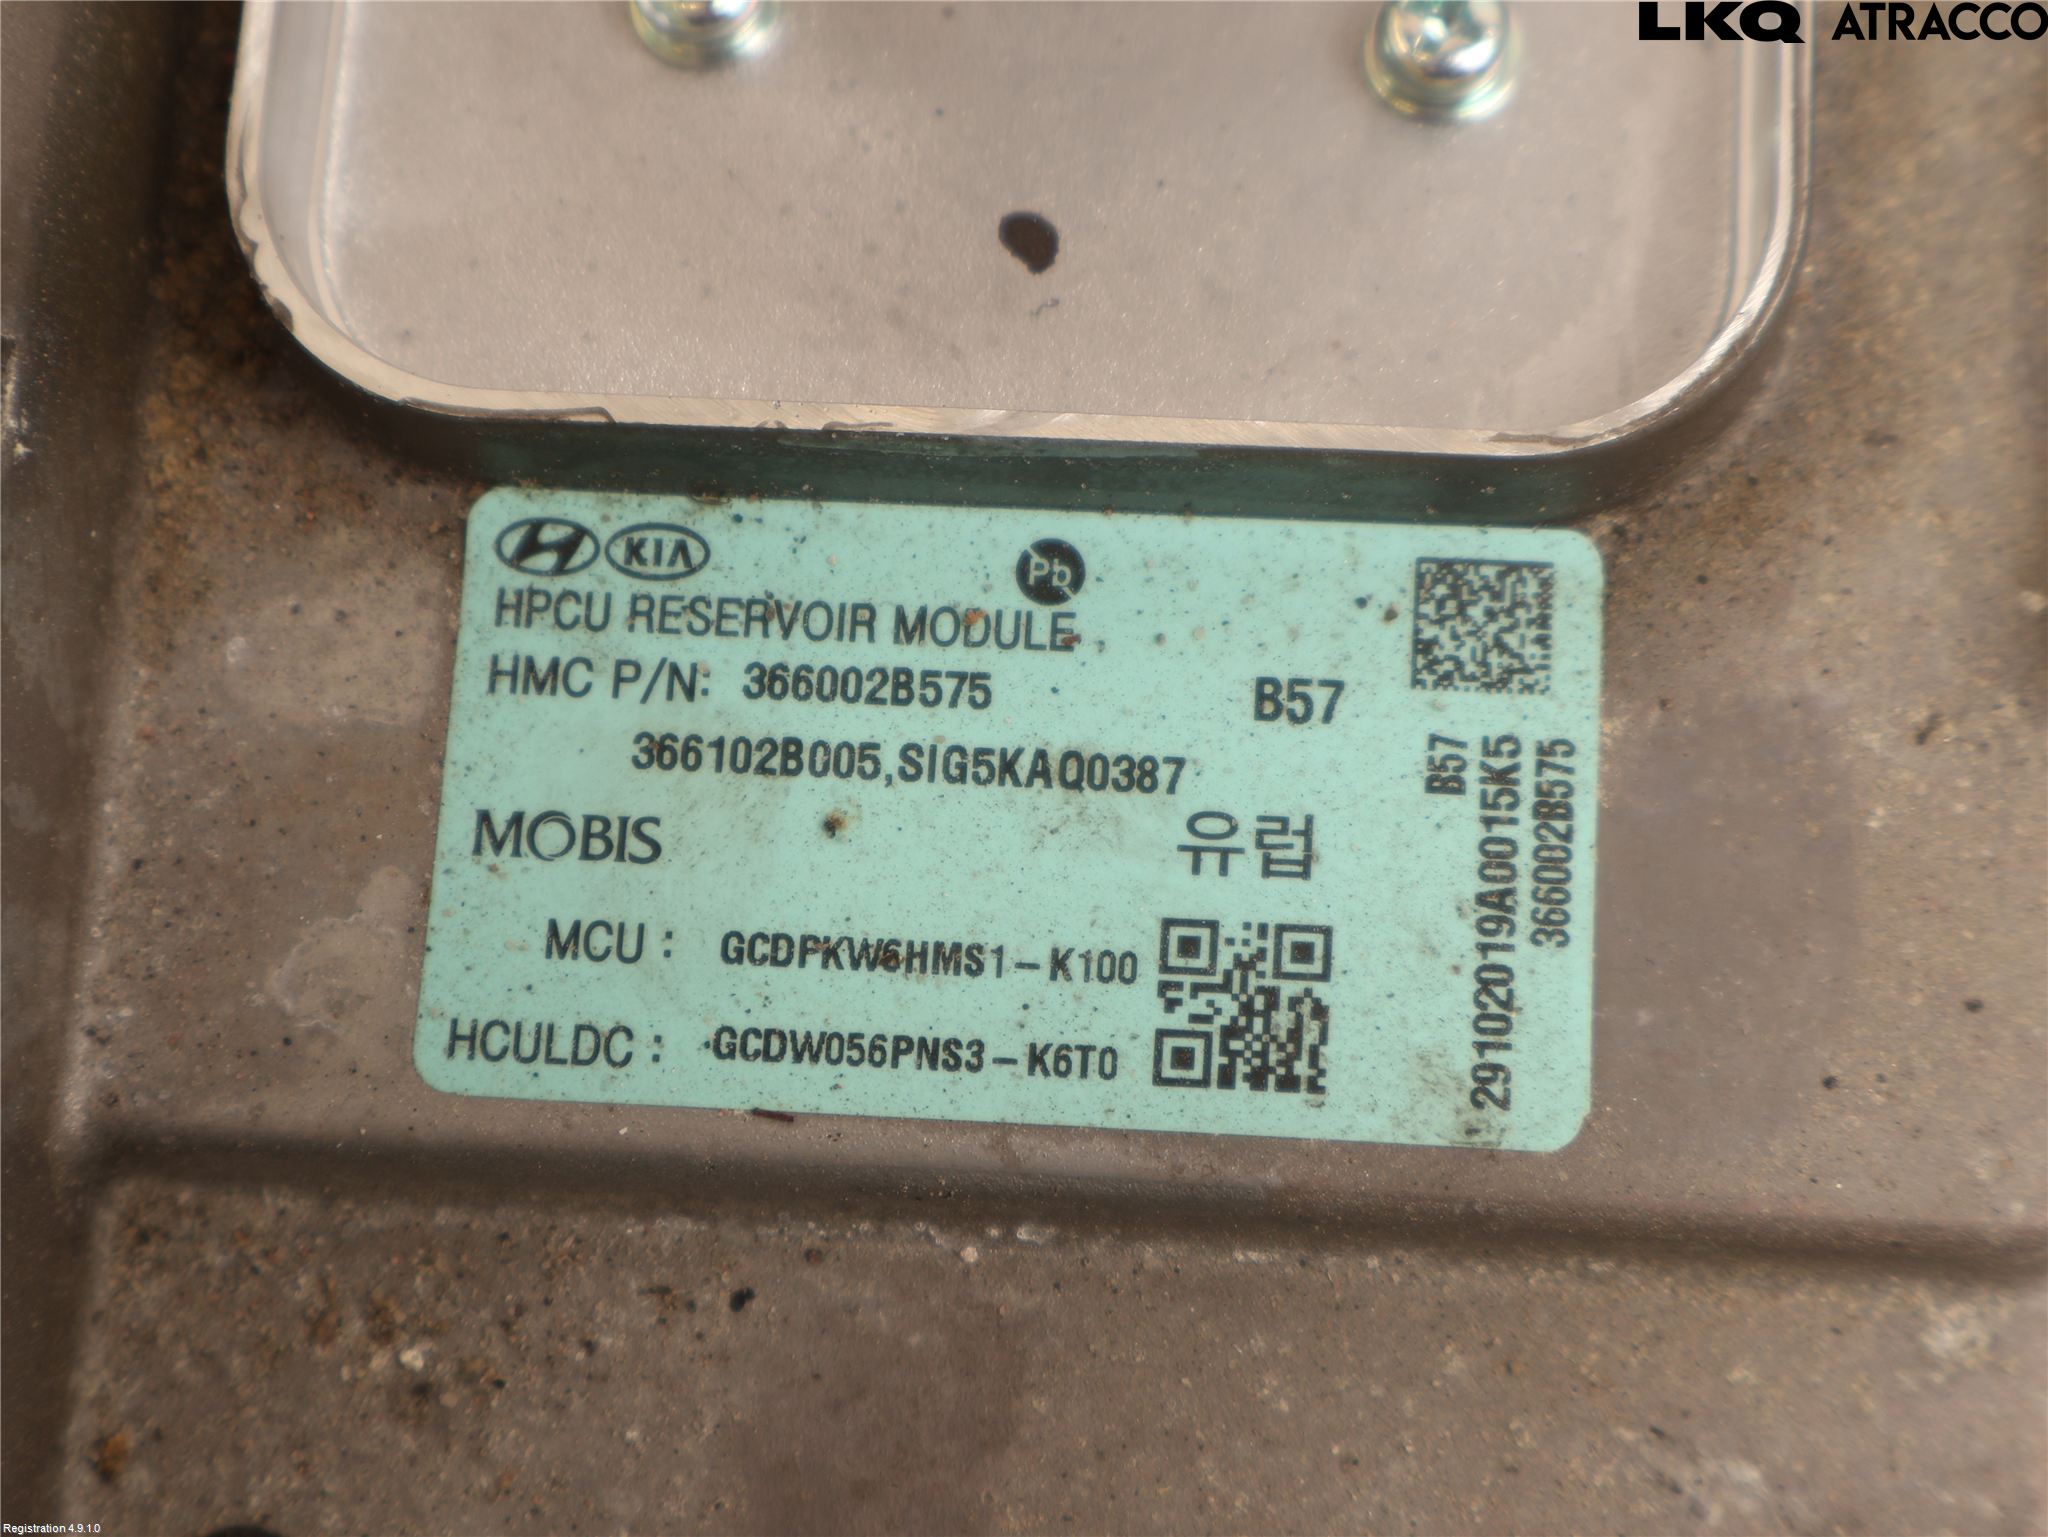 LKQ ATRACCO
KIA Pb
HPCU RESERVOIR MODULE
HMC P/N: 366002B575 B57
366102B005,SIG5KAQ0387
MOBIS 유럽
MCU : GCDPKW6HMS1-K100
HCULDC : GCDW056PNS3-K6T0
B57
29102019A0015K5
366002B575
Registration 4.9.1.0